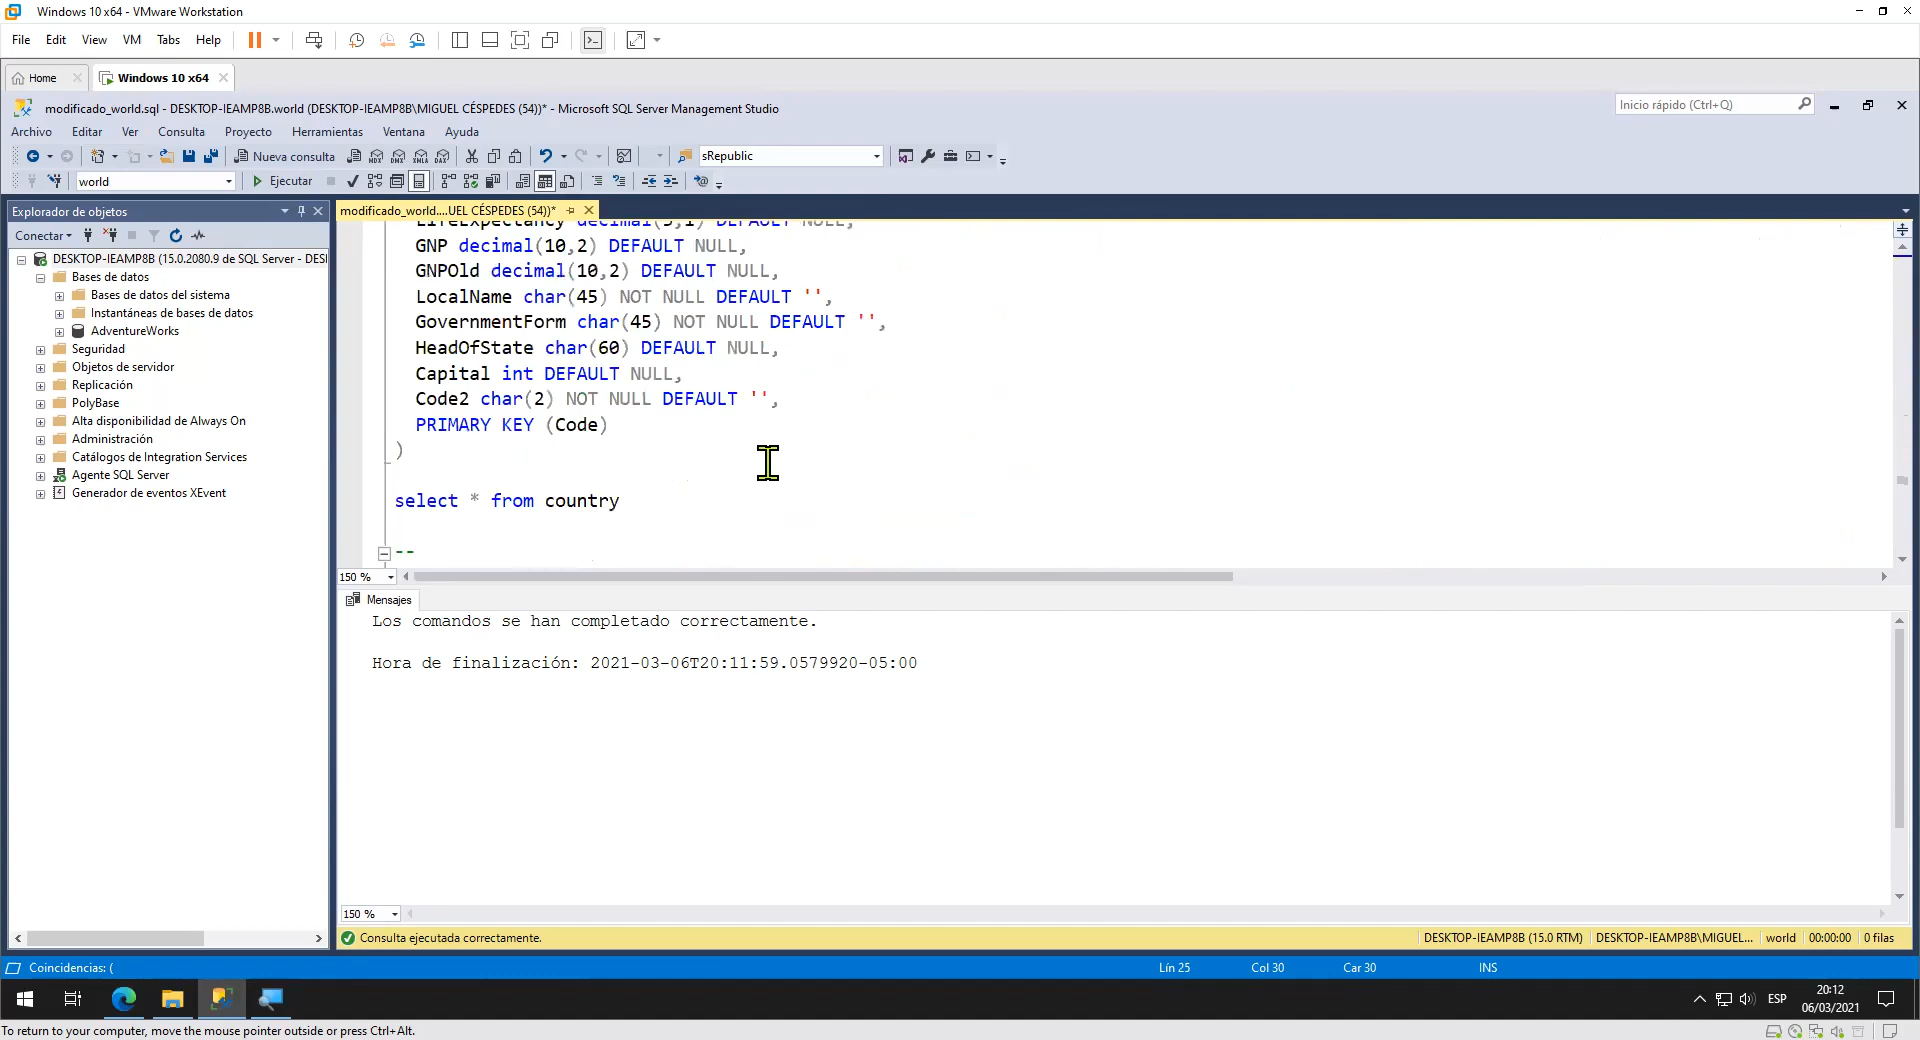 Windows 10 x64 - VMware Workstation
File Edit View VM Tabs Help
Home
Windows 10 x64
modificado_world.sql - DESKTOP-IEAMP8B.world (DESKTOP-IEAMP8B\MIGUEL CÉSPEDES (54))* - Microsoft SQL Server Management Studio
Inicio rápido (Ctrl+Q)
Archivo Editar Ver Consulta Proyecto Herramientas Ventana Ayuda
Nueva consulta
MDX DMX XMLA DAX
sRepublic
world
Ejecutar
Explorador de objetos
Conectar
DESKTOP-IEAMP8B (15.0.2080.9 de SQL Server - DESI
Bases de datos
Bases de datos del sistema
Instantáneas de bases de datos
AdventureWorks
Seguridad
Objetos de servidor
Replicación
PolyBase
Alta disponibilidad de Always On
Administración
Catálogos de Integration Services
Agente SQL Server
Generador de eventos XEvent
modificado_world....UEL CÉSPEDES (54))*
LifeExpectancy decimal(3,1) DEFAULT NULL,
GNP decimal(10,2) DEFAULT NULL,
GNPOld decimal(10,2) DEFAULT NULL,
LocalName char(45) NOT NULL DEFAULT '',
GovernmentForm char(45) NOT NULL DEFAULT '',
HeadOfState char(60) DEFAULT NULL,
Capital int DEFAULT NULL,
Code2 char(2) NOT NULL DEFAULT '',
PRIMARY KEY (Code)
)
select * from country
--
150 %
Mensajes
Los comandos se han completado correctamente.
Hora de finalización: 2021-03-06T20:11:59.0579920-05:00
150 %
Consulta ejecutada correctamente.
DESKTOP-IEAMP8B (15.0 RTM) DESKTOP-IEAMP8B\MIGUEL... world 00:00:00 0 filas
Coincidencias: (
Lín 25 Col 30 Car 30 INS
ESP
20:12
06/03/2021
To return to your computer, move the mouse pointer outside or press Ctrl+Alt.